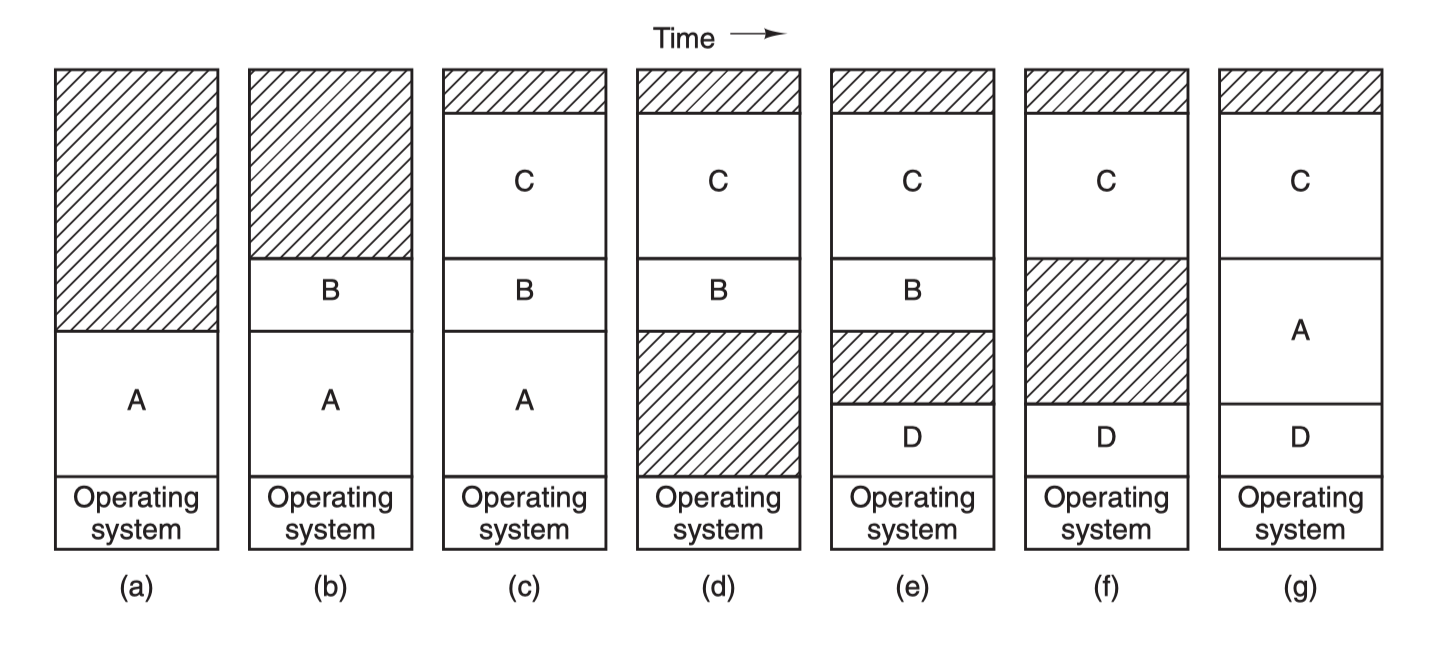 Time
C
C
C
C
C
B
B
B
B
A
A
A
A
D
D
D
Operating
system
Operating
system
Operating
system
Operating
system
Operating
system
Operating
system
Operating
system
(a)
(b)
(c)
(d)
(e)
(f)
(g)